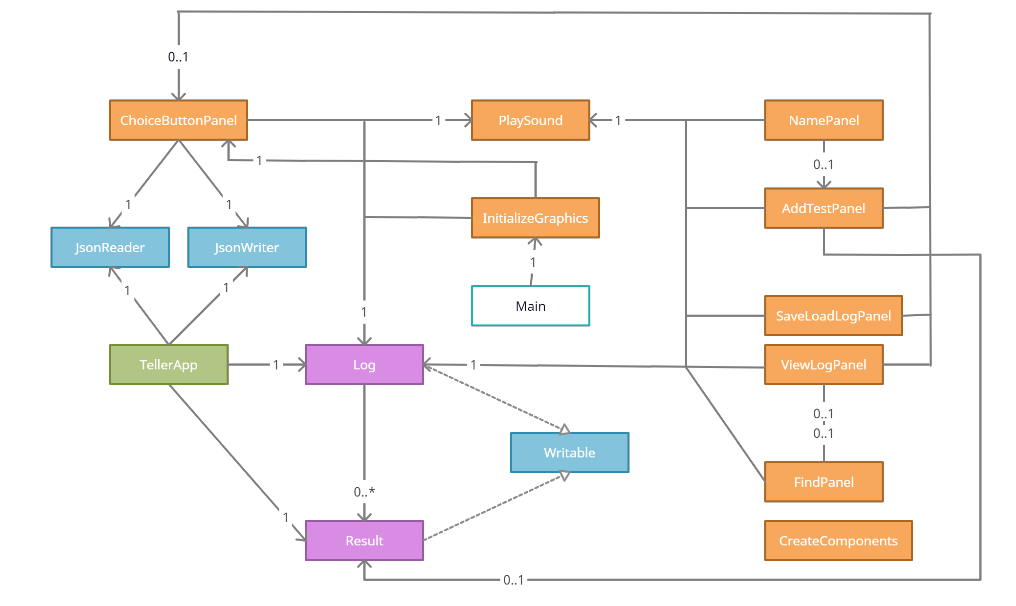 0..1
ChoiceButtonPanel
1
PlaySound
1
NamePanel
1
0..1
1
1
AddTestPanel
InitializeGraphics
JsonReader
JsonWriter
1
1
1
Main
1
SaveLoadLogPanel
TellerApp
1
Log
1
ViewLogPanel
0..1
0..1
Writable
0..*
FindPanel
1
Result
CreateComponents
0..1